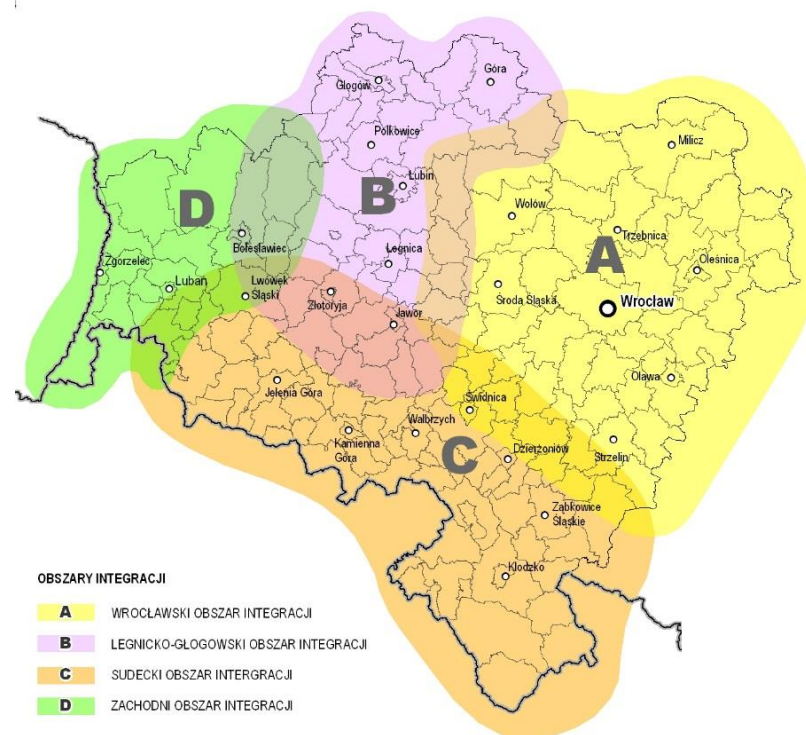 Głogów
Góra
Polkowice
Milicz
Lubin
B
D
Wołów
Trzebnica
Bolesławiec
A
Oleśnica
Legnica
Zgorzelec
Lubań
Lwówek
Śląski
Złotoryja
Środa Śląska
Wrocław
Jawor
Jelenia Góra
Oława
Świdnica
Kamienna
Góra
Wałbrzych
C
Dzierżoniów
Strzelin
Ząbkowice
Śląskie
Kłodzko
OBSZARY INTEGRACJI
A WROCŁAWSKI OBSZAR INTEGRACJI
B LEGNICKO-GŁOGOWSKI OBSZAR INTEGRACJI
C SUDECKI OBSZAR INTERGRACJI
D ZACHODNI OBSZAR INTEGRACJI